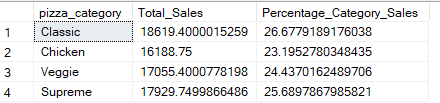 pizza_category Total_Sales Percentage_Category_Sales
1 Classic 18619.4000015259 26.6779189176038
2 Chicken 16188.75 23.1952780348435
3 Veggie 17055.4000778198 24.4370162489706
4 Supreme 17929.7499866486 25.6897867985821